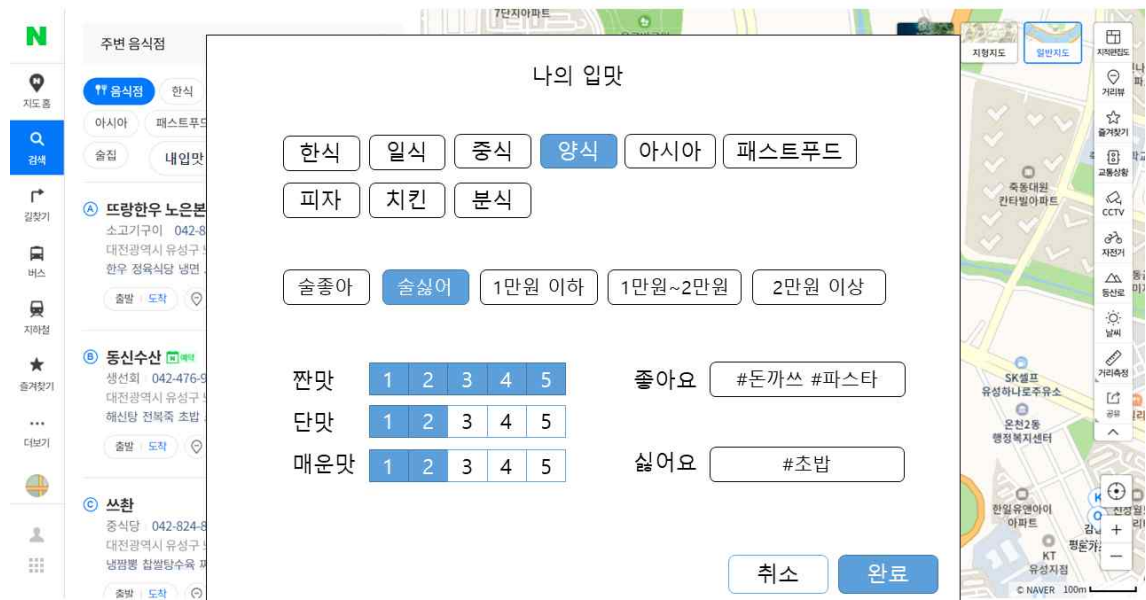 7단지아파트
N
주변 음식점
지도 홈
음식점
한식
아시아
패스트푸드
술집
내입맛
검색
길찾기
버스
지하철
즐겨찾기
더보기
A 뜨랑한우 노은본
소고기구이 042-8
대전광역시 유성구
한우 정육식당 냉면
출발 도착
B 동신수산 N예약
생선회 042-476-9
대전광역시 유성구
해신탕 전복죽 초밥
출발 도착
C 쓰촨
중식당 042-824-8
대전광역시 유성구
냉짬뽕 찹쌀탕수육
출발 도착
나의 입맛
한식 일식 중식 양식 아시아 패스트푸드
피자 치킨 분식
술좋아 술싫어 1만원 이하 1만원~2만원 2만원 이상
짠맛 1 2 3 4 5
좋아요 #돈까쓰 #파스타
단맛 1 2 3 4 5
매운맛 1 2 3 4 5
싫어요 #초밥
취소 완료
지형지도
일반지도
지적편집도
거리뷰
즐겨찾기
교통상황
CCTV
자전거
등산로
날씨
거리측정
공유
죽동대원
칸타빌아파트
SK셀프
유성하나로주유소
온천2동
행정복지센터
한일유앤아이
아파트
KT
유성지점
© NAVER 100m